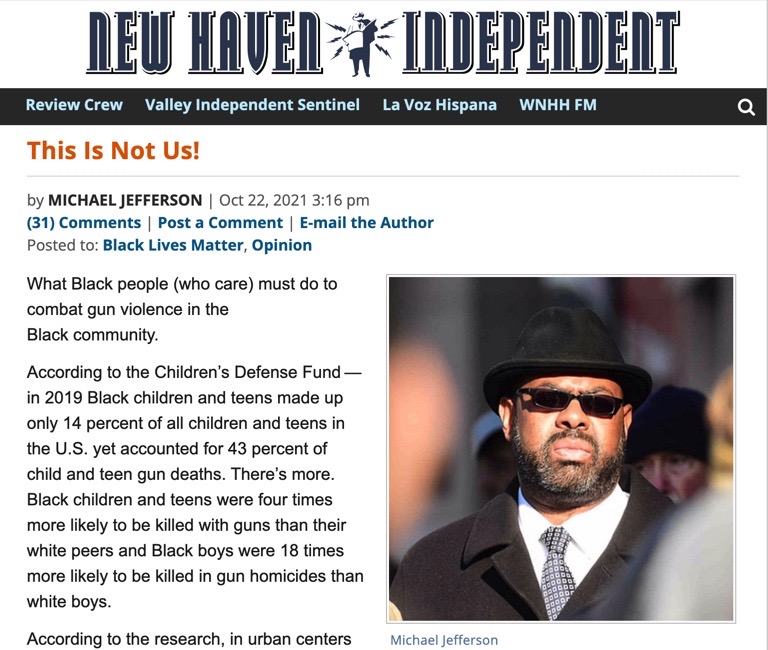 NEW HAVEN INDEPENDENT
Review Crew Valley Independent Sentinel La Voz Hispana WNHH FM
This Is Not Us!
by MICHAEL JEFFERSON | Oct 22, 2021 3:16 pm
(31) Comments | Post a Comment | E-mail the Author
Posted to: Black Lives Matter, Opinion
What Black people (who care) must do to
combat gun violence in the
Black community.
According to the Children’s Defense Fund —
in 2019 Black children and teens made up
only 14 percent of all children and teens in
the U.S. yet accounted for 43 percent of
child and teen gun deaths. There’s more.
Black children and teens were four times
more likely to be killed with guns than their
white peers and Black boys were 18 times
more likely to be killed in gun homicides than
white boys.
According to the research, in urban centers
Michael Jefferson